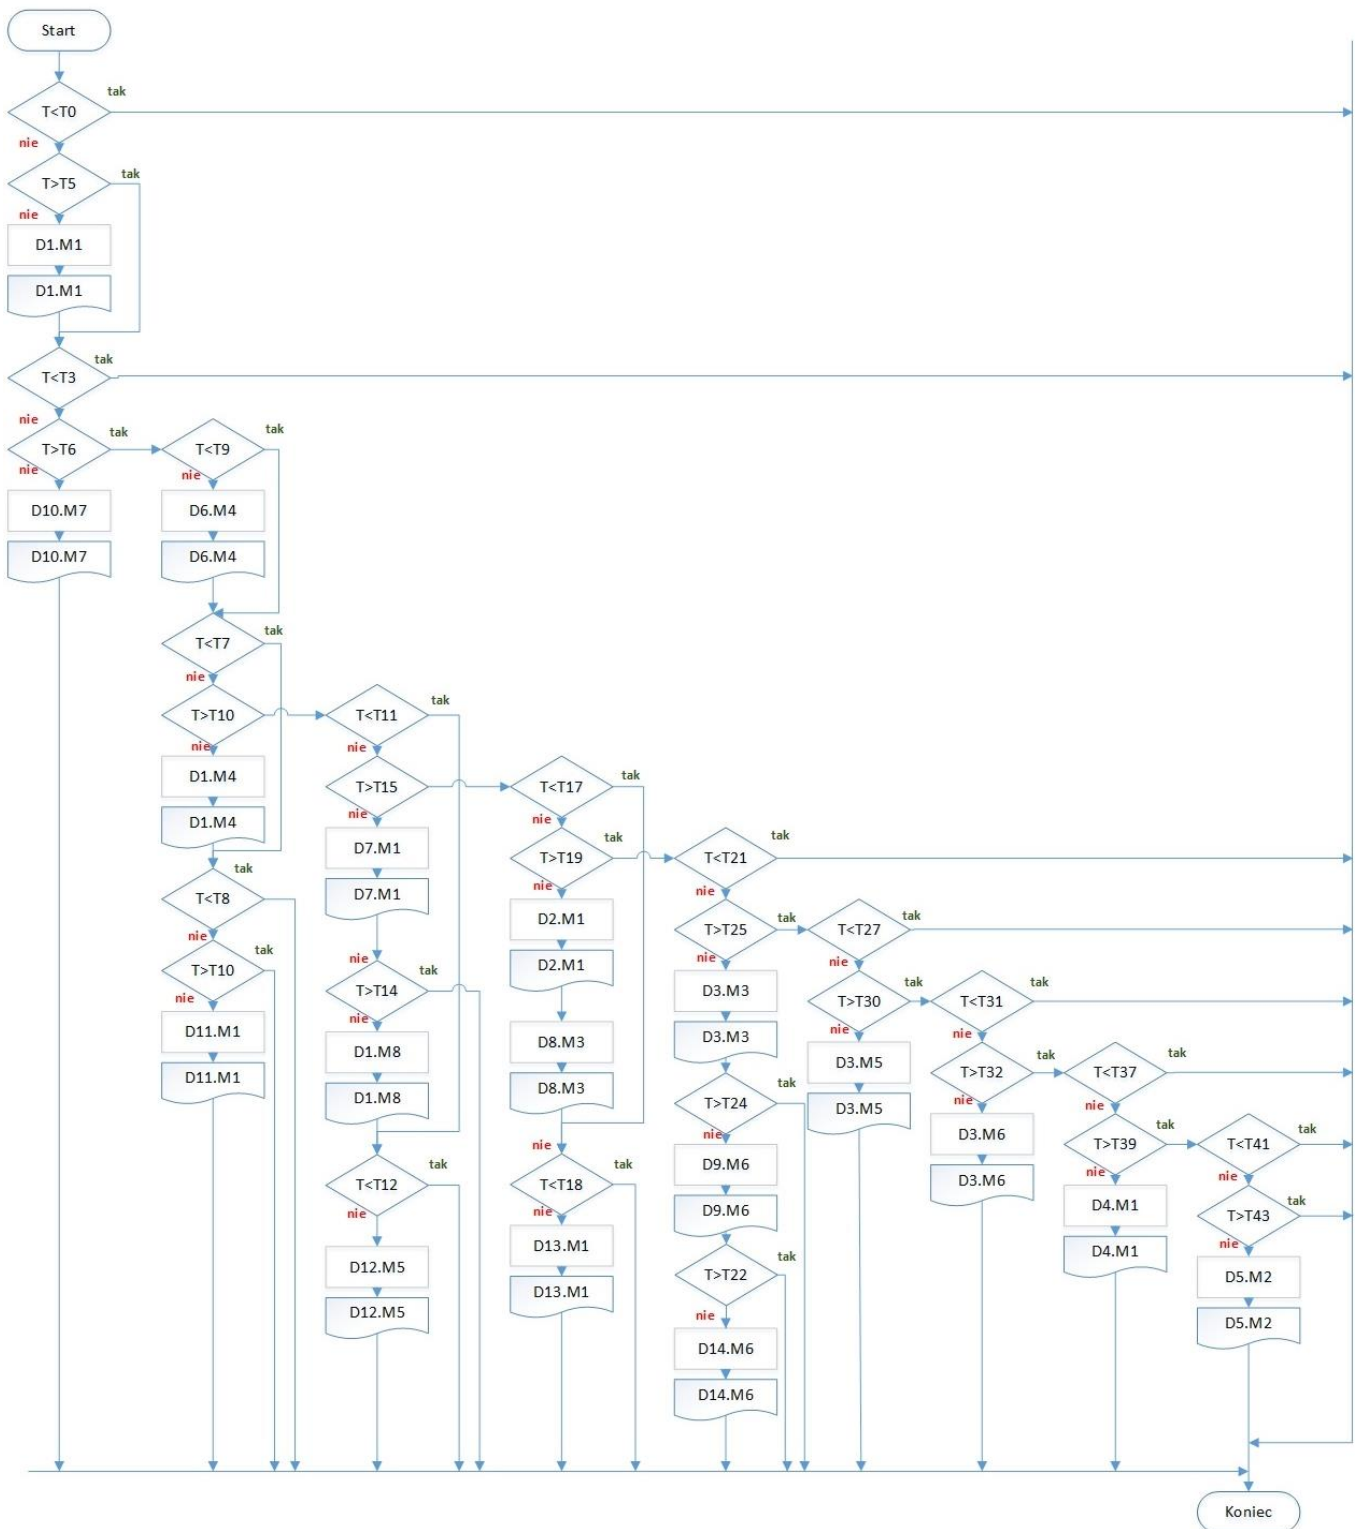 Start
T<T0
tak
nie
T>T5
tak
nie
D1.M1
D1.M1
T<T3
tak
nie
T>T6
tak
nie
D10.M7
D10.M7
T<T9
tak
nie
D6.M4
D6.M4
T<T7
tak
nie
T>T10
nie
D1.M4
D1.M4
T<T8
tak
nie
T>T10
tak
nie
D11.M1
D11.M1
T<T11
tak
nie
T>T15
nie
D7.M1
D7.M1
nie
T>T14
tak
nie
D1.M8
D1.M8
T<T12
tak
nie
D12.M5
D12.M5
T<T17
tak
nie
T>T19
tak
nie
D2.M1
D2.M1
D8.M3
D8.M3
nie
T<T18
tak
nie
D13.M1
D13.M1
T<T21
tak
nie
T>T25
tak
nie
D3.M3
D3.M3
T>T24
tak
nie
D9.M6
D9.M6
T>T22
tak
nie
D14.M6
D14.M6
T<T27
tak
nie
T>T30
tak
nie
D3.M5
D3.M5
T<T31
tak
nie
T>T32
tak
nie
D3.M6
D3.M6
T<T37
tak
nie
T>T39
tak
nie
D4.M1
D4.M1
T<T41
tak
nie
T>T43
tak
nie
D5.M2
D5.M2
Koniec